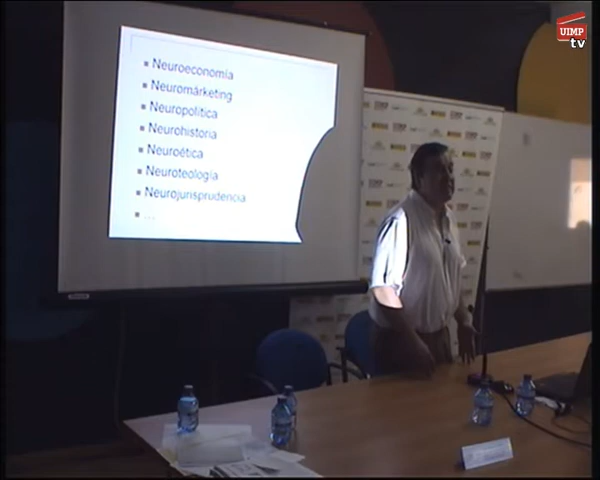 UIMP
tv
Neuroeconomía
Neuromárketing
Neuropolítica
Neurohistoria
Neuroética
Neuroteología
Neurojurisprudencia
...